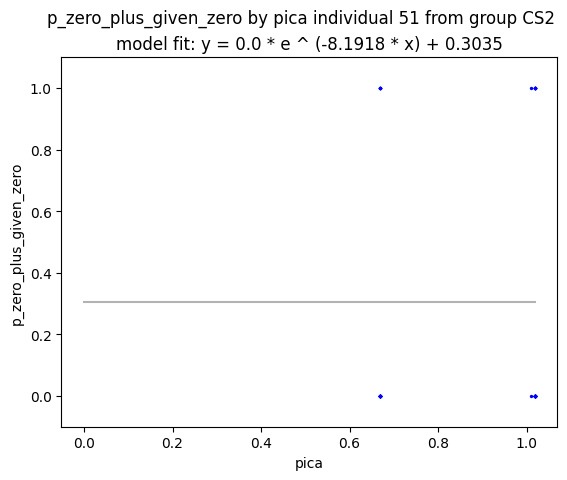 p_zero_plus_given_zero by pica individual 51 from group CS2
model fit: y = 0.0 * e ^ (-8.1918 * x) + 0.3035
1.0
0.8
0.6
0.4
0.2
0.0
p_zero_plus_given_zero
0.0 0.2 0.4 0.6 0.8 1.0
pica